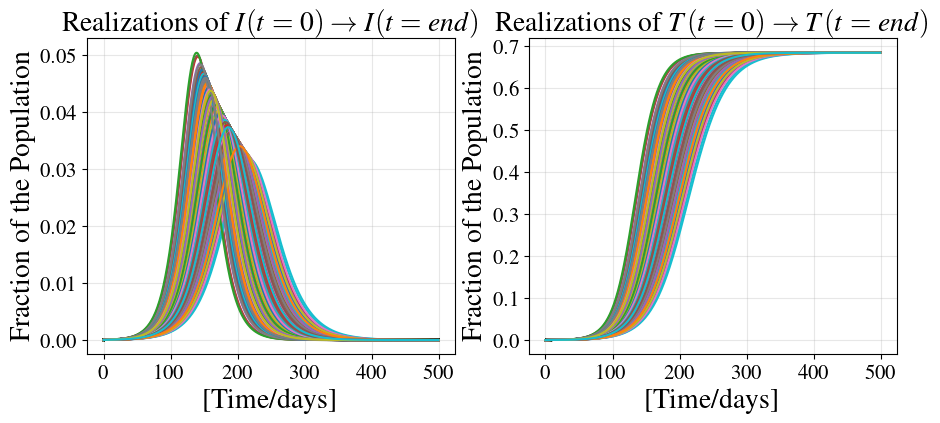 Realizations of I(t = 0) → I(t = end)
Fraction of the Population
0.05
0.04
0.03
0.02
0.01
0.00
0 100 200 300 400 500
[Time/days]
Realizations of T(t = 0) → T(t = end)
Fraction of the Population
0.7
0.6
0.5
0.4
0.3
0.2
0.1
0.0
0 100 200 300 400 500
[Time/days]